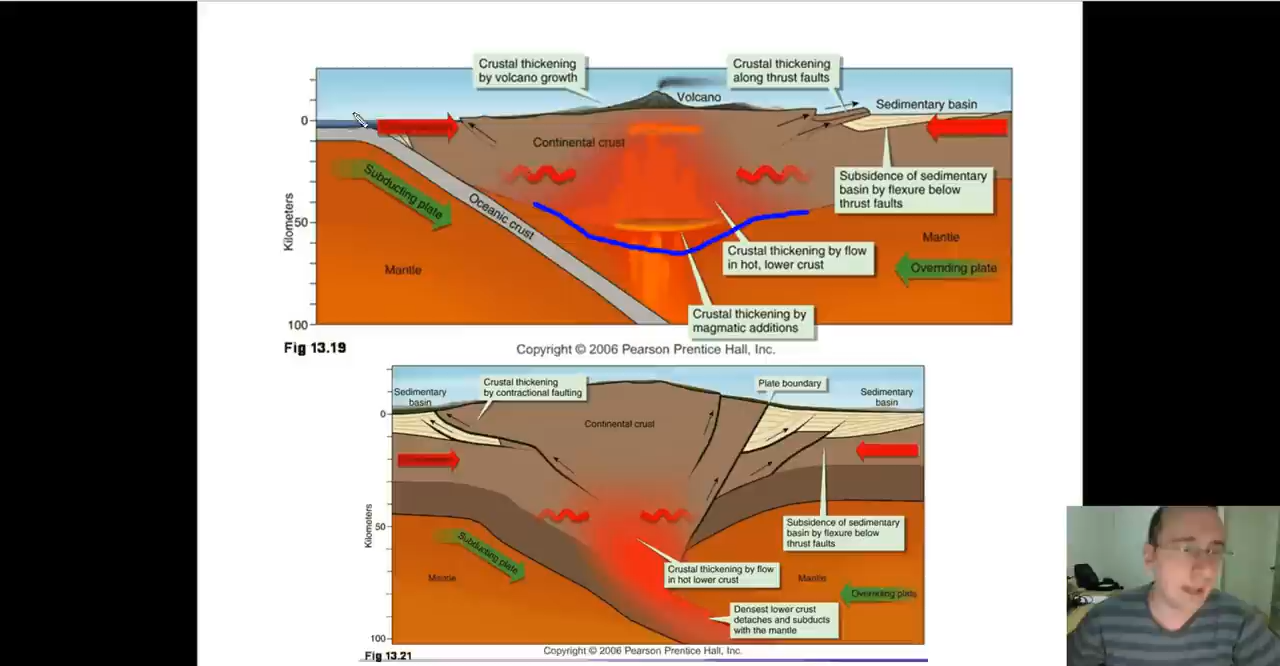 Crustal thickening
by volcano growth
Crustal thickening
along thrust faults
Volcano
Sedimentary basin
0
Continental crust
Subducting plate
Oceanic crust
Subsidence of sedimentary
basin by flexure below
thrust faults
Kilometers
50
Mantle
Mantle
Crustal thickening by flow
in hot, lower crust
Overriding plate
Crustal thickening by
magmatic additions
100
Fig 13.19
Copyright © 2006 Pearson Prentice Hall, Inc.
Sedimentary
basin
Crustal thickening
by contractional faulting
Plate boundary
Sedimentary
basin
0
Continental crust
Kilometers
50
Subducting plate
Subsidence of sedimentary
basin by flexure below
thrust faults
Mantle
Crustal thickening by flow
in hot lower crust
Mantle
Overriding plate
Densest lower crust
detaches and subducts
with the mantle
100
Fig 13.21
Copyright © 2006 Pearson Prentice Hall, Inc.